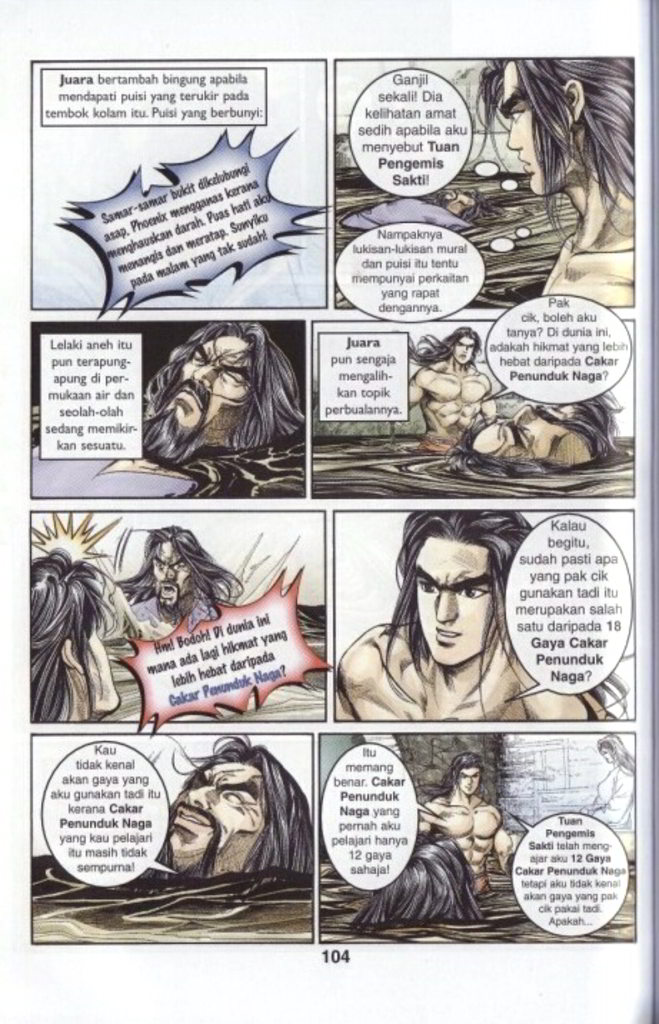 Juara bertambah bingung apabila
mendapati puisi yang terukir pada
tembok kolam itu. Puisi yang berbunyi:
Samar-samar bukit dikelubungi
asap. Phoenix mengganas kerana
menghauskan darah. Puas hati aku
menangis dan meratap. Sunyiku
pada malam yang tak sudah!
Ganjil
sekali! Dia
kelihatan amat
sedih apabila aku
menyebut Tuan
Pengemis
Sakti!
Nampaknya
lukisan-lukisan mural
dan puisi itu tentu
mempunyai perkaitan
yang rapat
dengannya.
Lelaki aneh itu
pun terapung-
apung di per-
mukaan air dan
seolah-olah
sedang memikir-
kan sesuatu.
Juara
pun sengaja
mengalih-
kan topik
perbualannya.
Pak
cik, boleh aku
tanya? Di dunia ini,
adakah hikmat yang lebih
hebat daripada Cakar
Penunduk Naga?
Hm! Bodoh! Di dunia ini
mana ada lagi hikmat yang
lebih hebat daripada
Cakar Penunduk Naga?
Kalau
begitu,
sudah pasti apa
yang pak cik
gunakan tadi itu
merupakan salah
satu daripada 18
Gaya Cakar
Penunduk
Naga?
Kau
tidak kenal
akan gaya yang
aku gunakan tadi itu
kerana Cakar
Penunduk Naga
yang kau pelajari
itu masih tidak
sempurna!
Itu
memang
benar. Cakar
Penunduk
Naga yang
pernah aku
pelajari hanya
12 gaya
sahaja!
Tuan
Pengemis
Sakti telah meng-
ajar aku 12 Gaya
Cakar Penunduk Naga
tetapi aku tidak kenal
akan gaya yang pak
cik pakai tadi.
Apakah...
104